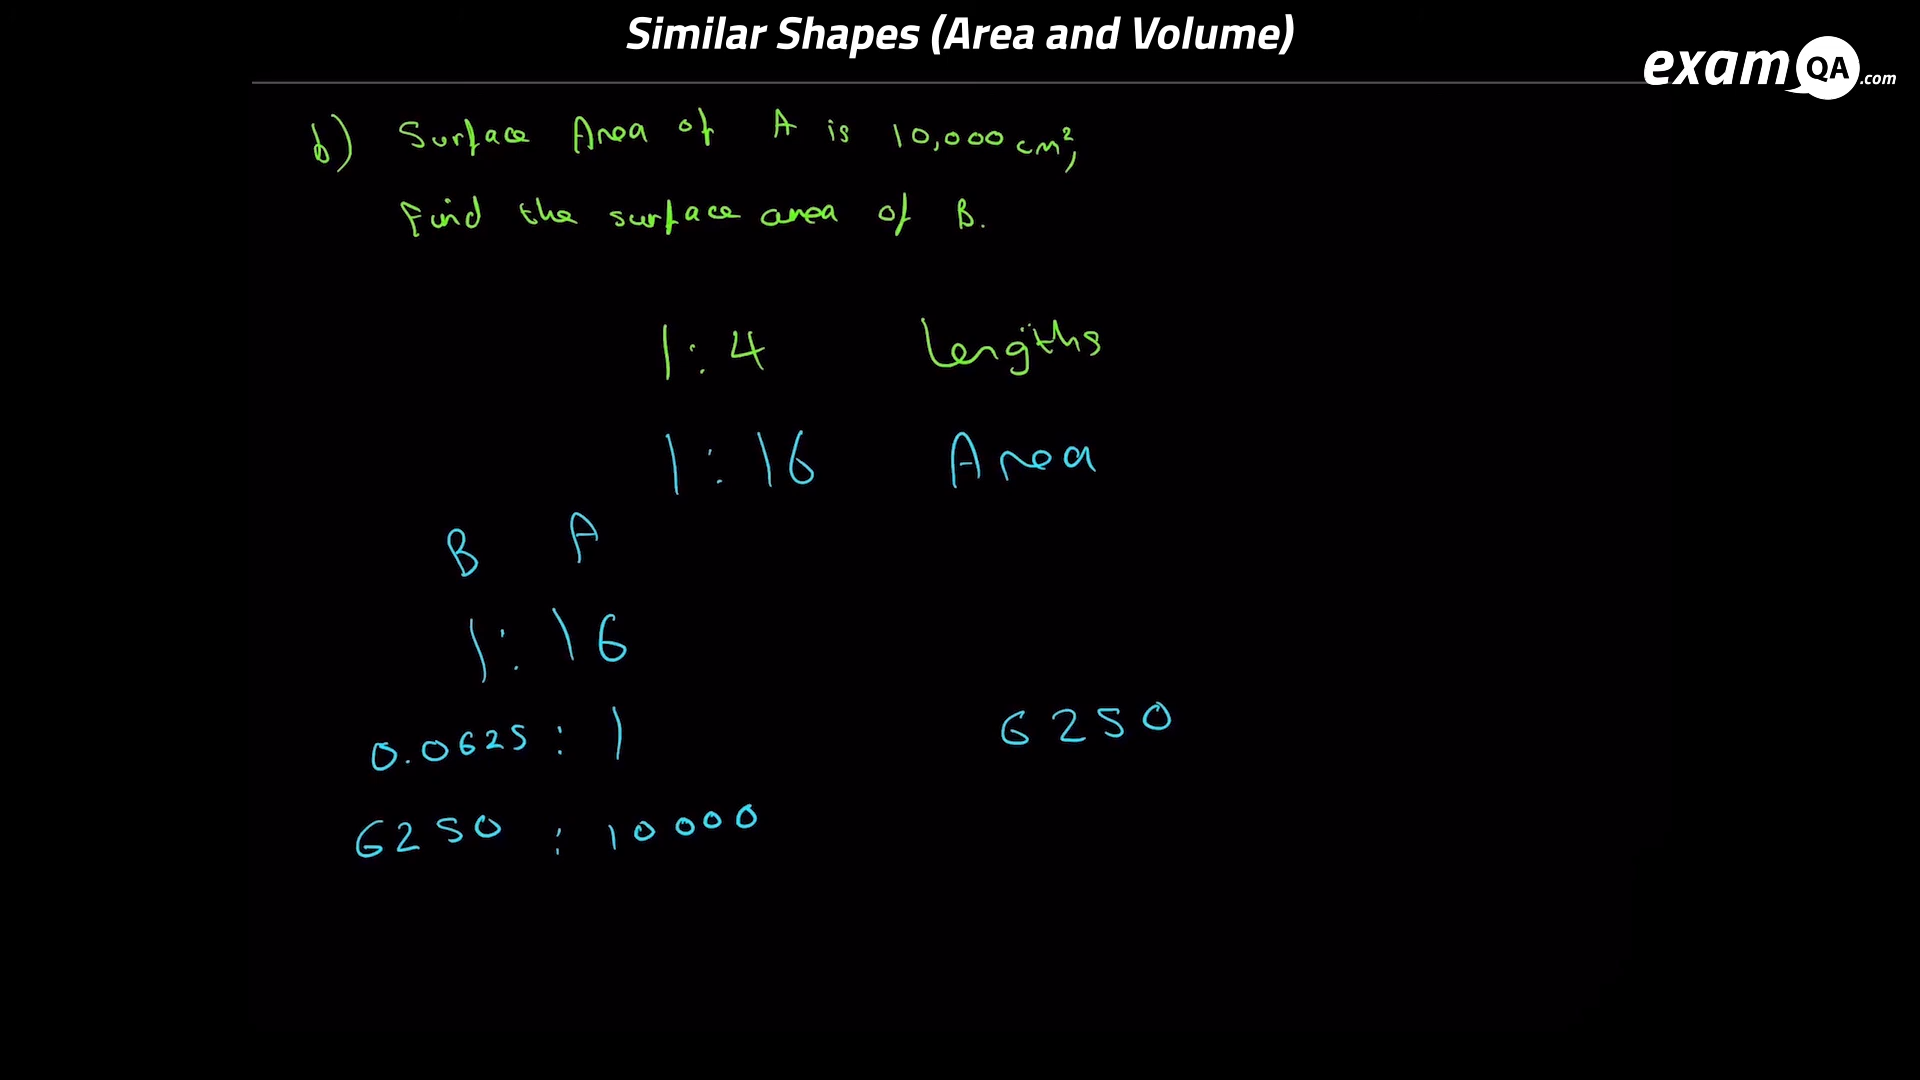 Similar Shapes (Area and Volume)
examQA.com
b) Surface Area of A is 10,000 cm²,
Find the surface area of B.
1 : 4 Lengths
1 : 16 Area
B A
1 : 16
0.0625 : 1
6250
6250 : 10000